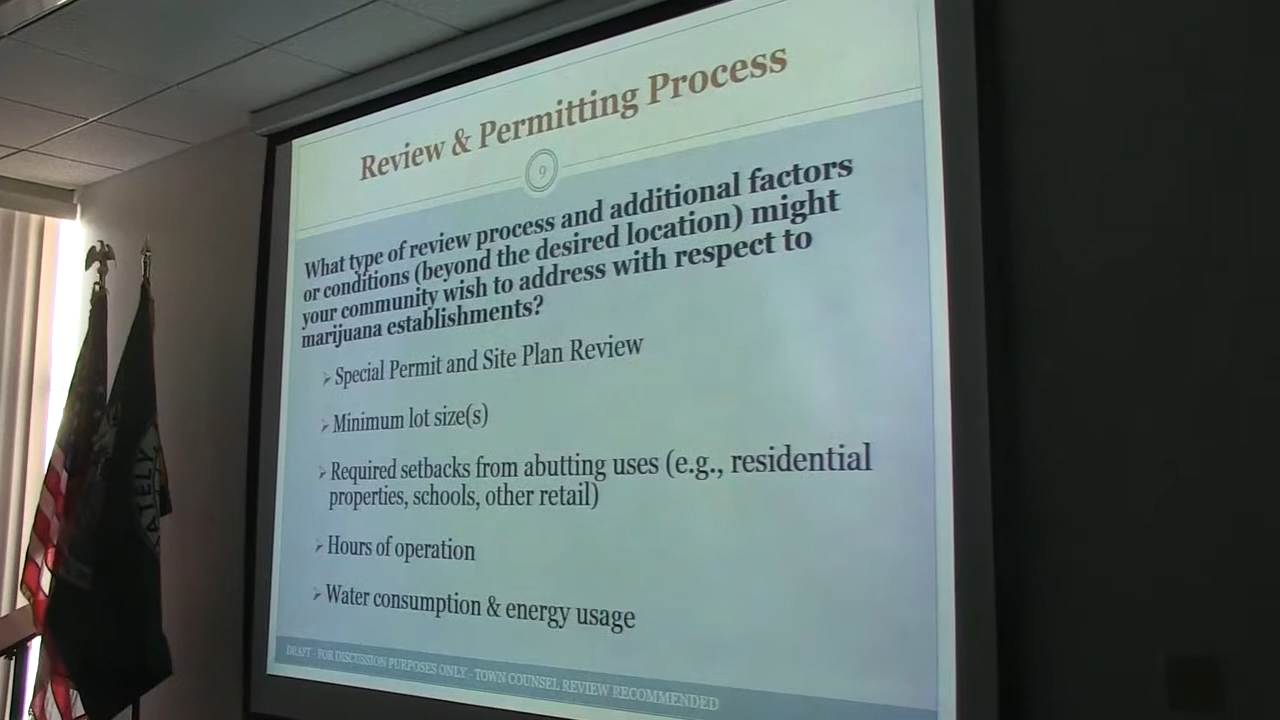 Review & Permitting Process
9
What type of review process and additional factors
or conditions (beyond the desired location) might
your community wish to address with respect to
marijuana establishments?
Special Permit and Site Plan Review
Minimum lot size(s)
Required setbacks from abutting uses (e.g., residential
properties, schools, other retail)
Hours of operation
Water consumption & energy usage
DRAFT - FOR DISCUSSION PURPOSES ONLY - TOWN COUNSEL REVIEW RECOMMENDED